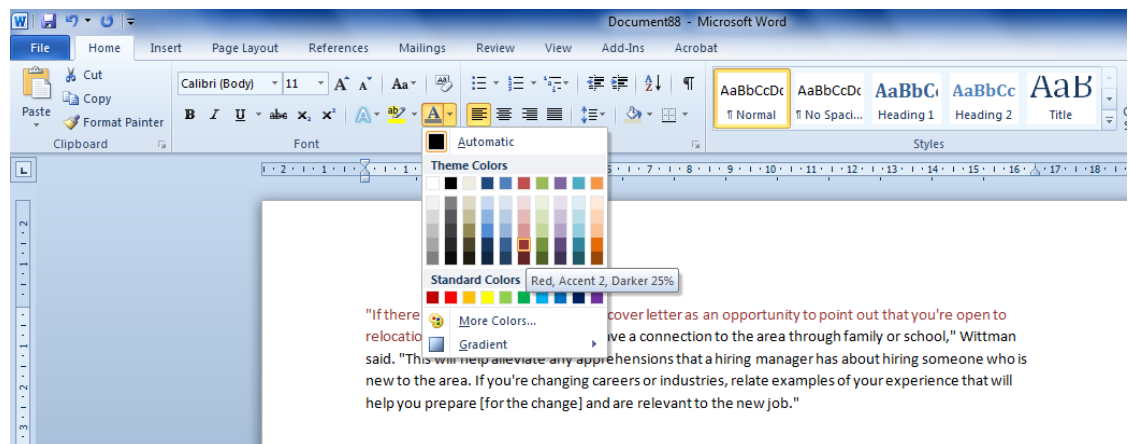 Document88 - Microsoft Word
File Home Insert Page Layout References Mailings Review View Add-Ins Acrobat
Paste
Cut
Copy
Format Painter
Clipboard
Calibri (Body) 11
Font
Automatic
Theme Colors
Standard Colors
Red, Accent 2, Darker 25%
More Colors...
Gradient
AaBbCcDc AaBbCcDc AaBbC AaBbCc AaB
¶ Normal ¶ No Spaci... Heading 1 Heading 2 Title
Styles
"If there cover letter as an opportunity to point out that you're open to
relocatio ve a connection to the area through family or school," Wittman
said. "This will help alleviate any apprehensions that a hiring manager has about hiring someone who is
new to the area. If you're changing careers or industries, relate examples of your experience that will
help you prepare [for the change] and are relevant to the new job."